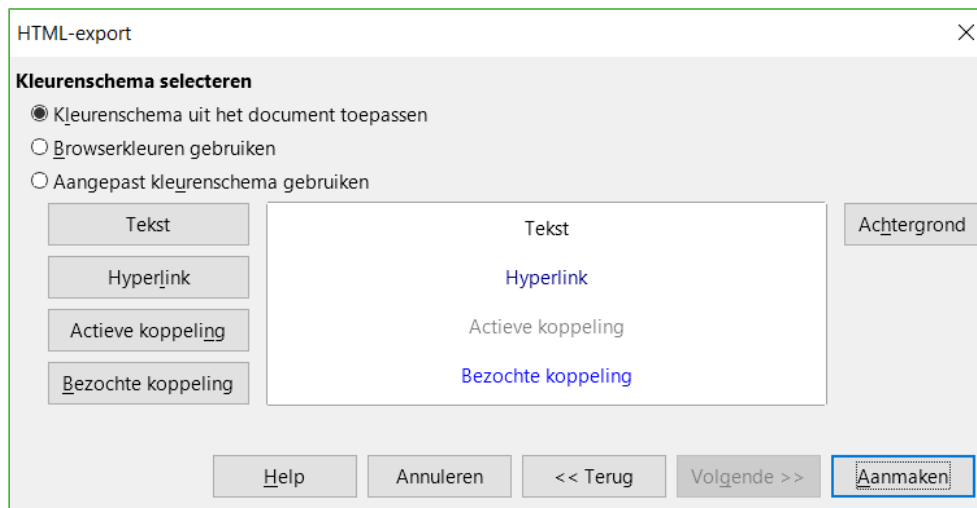 HTML-export
Kleurenschema selecteren
Kleurenschema uit het document toepassen
Browserkleuren gebruiken
Aangepast kleurenschema gebruiken
Tekst Tekst Achtergrond
Hyperlink Hyperlink
Actieve koppeling Actieve koppeling
Bezochte koppeling Bezochte koppeling
Help Annuleren << Terug Volgende >> Aanmaken